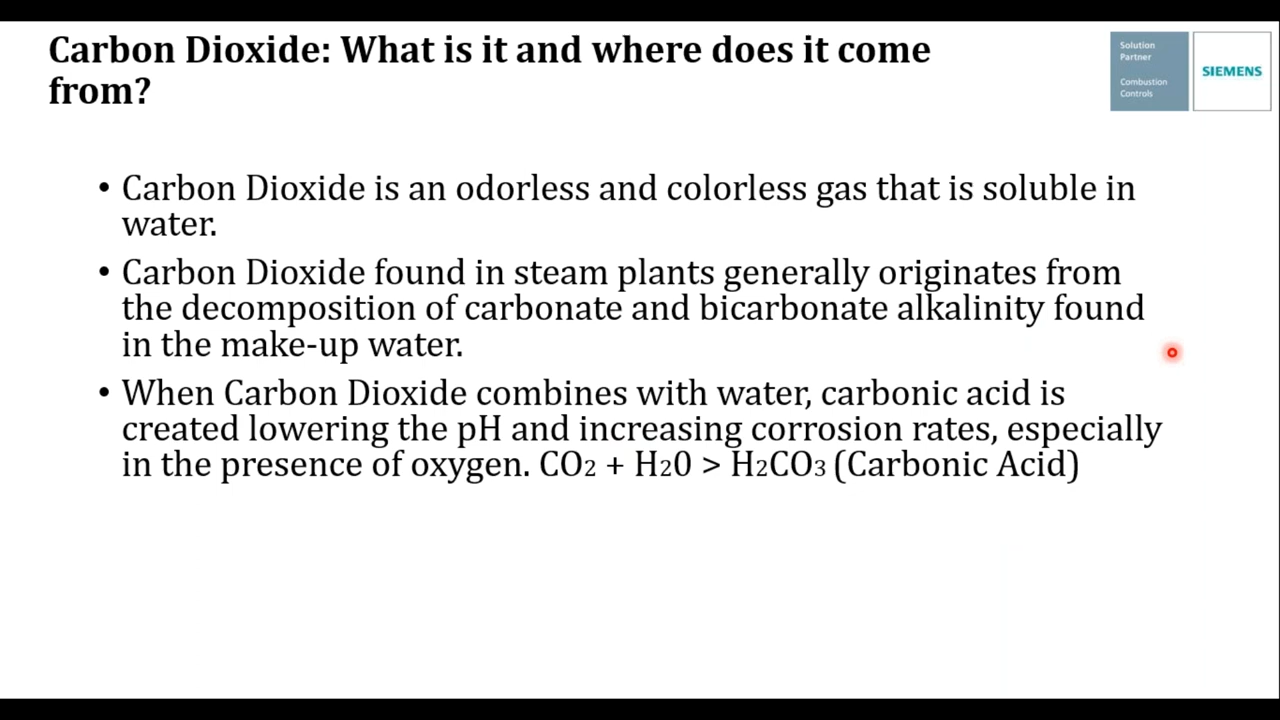 Carbon Dioxide: What is it and where does it come
from?
Solution
Partner
Combustion
Controls
SIEMENS
• Carbon Dioxide is an odorless and colorless gas that is soluble in
water.
• Carbon Dioxide found in steam plants generally originates from
the decomposition of carbonate and bicarbonate alkalinity found
in the make-up water.
• When Carbon Dioxide combines with water, carbonic acid is
created lowering the pH and increasing corrosion rates, especially
in the presence of oxygen. CO2 + H20 > H2CO3 (Carbonic Acid)